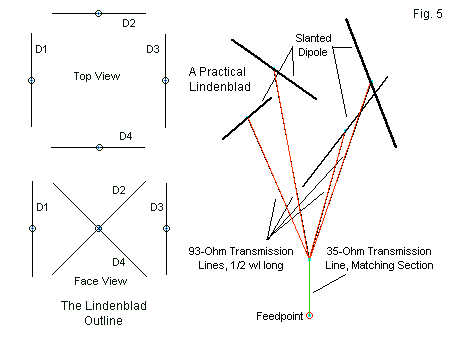 Fig. 5
D1
D2
D3
Top View
D4
D1
D2
D3
D4
Face View
The Lindenblad
Outline
A Practical
Lindenblad
Slanted
Dipole
93-Ohm Transmission
Lines, 1/2 wl long
35-Ohm Transmission
Line, Matching Section
Feedpoint